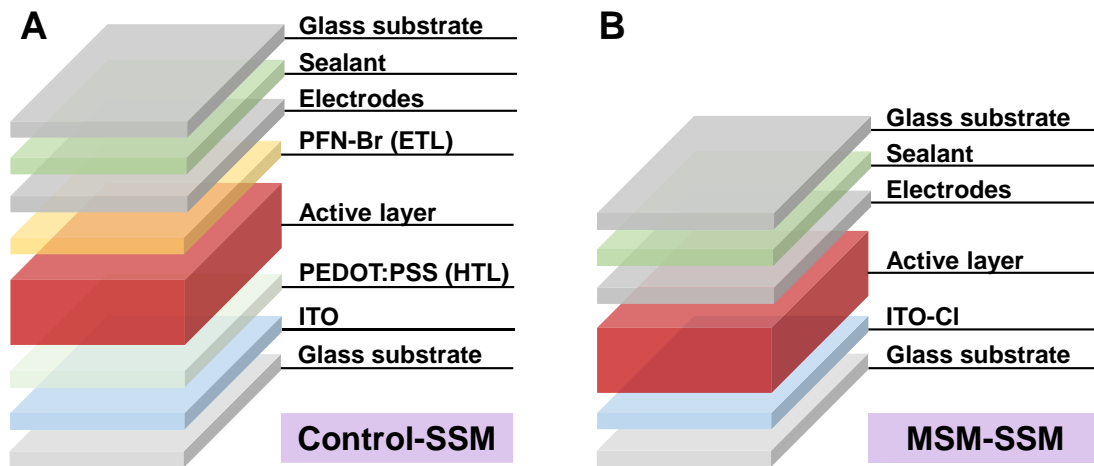 A
Glass substrate
Sealant
Electrodes
PFN-Br (ETL)
Active layer
PEDOT:PSS (HTL)
ITO
Glass substrate
Control-SSM
B
Glass substrate
Sealant
Electrodes
Active layer
ITO-Cl
Glass substrate
MSM-SSM